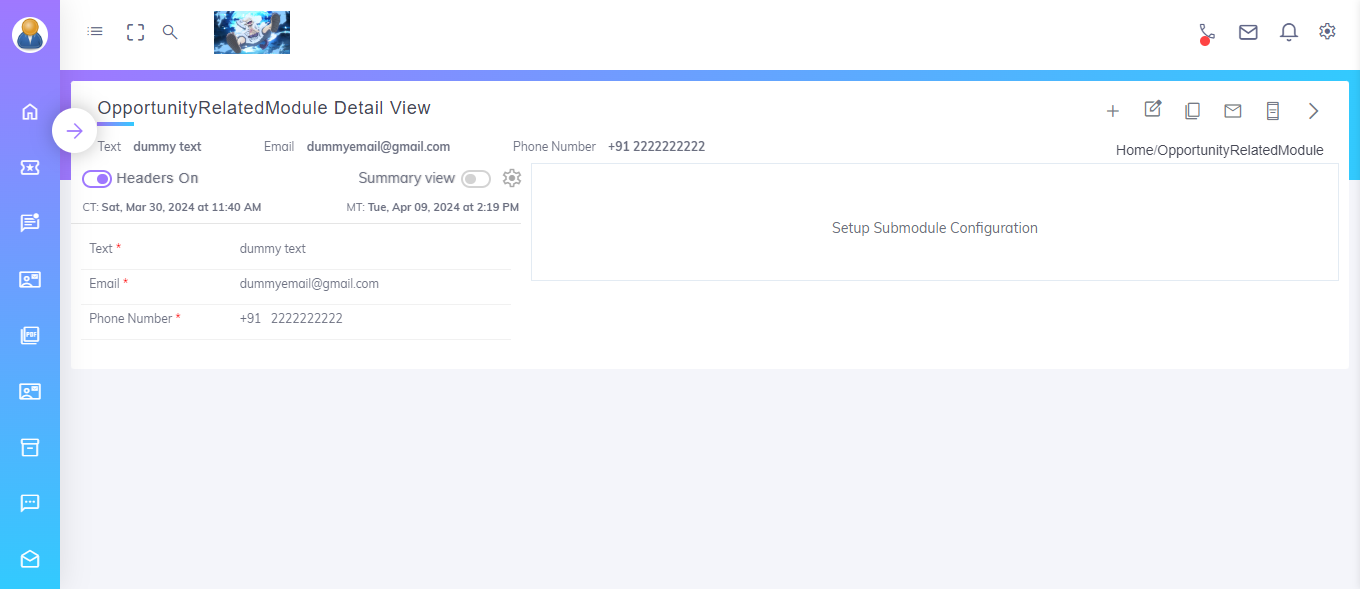 OpportunityRelatedModule Detail View
Text dummy text Email dummyemail@gmail.com Phone Number +91 2222222222
Home/OpportunityRelatedModule
Headers On Summary view
CT: Sat, Mar 30, 2024 at 11:40 AM MT: Tue, Apr 09, 2024 at 2:19 PM
Setup Submodule Configuration
Text * dummy text
Email * dummyemail@gmail.com
Phone Number * +91 2222222222
PDF